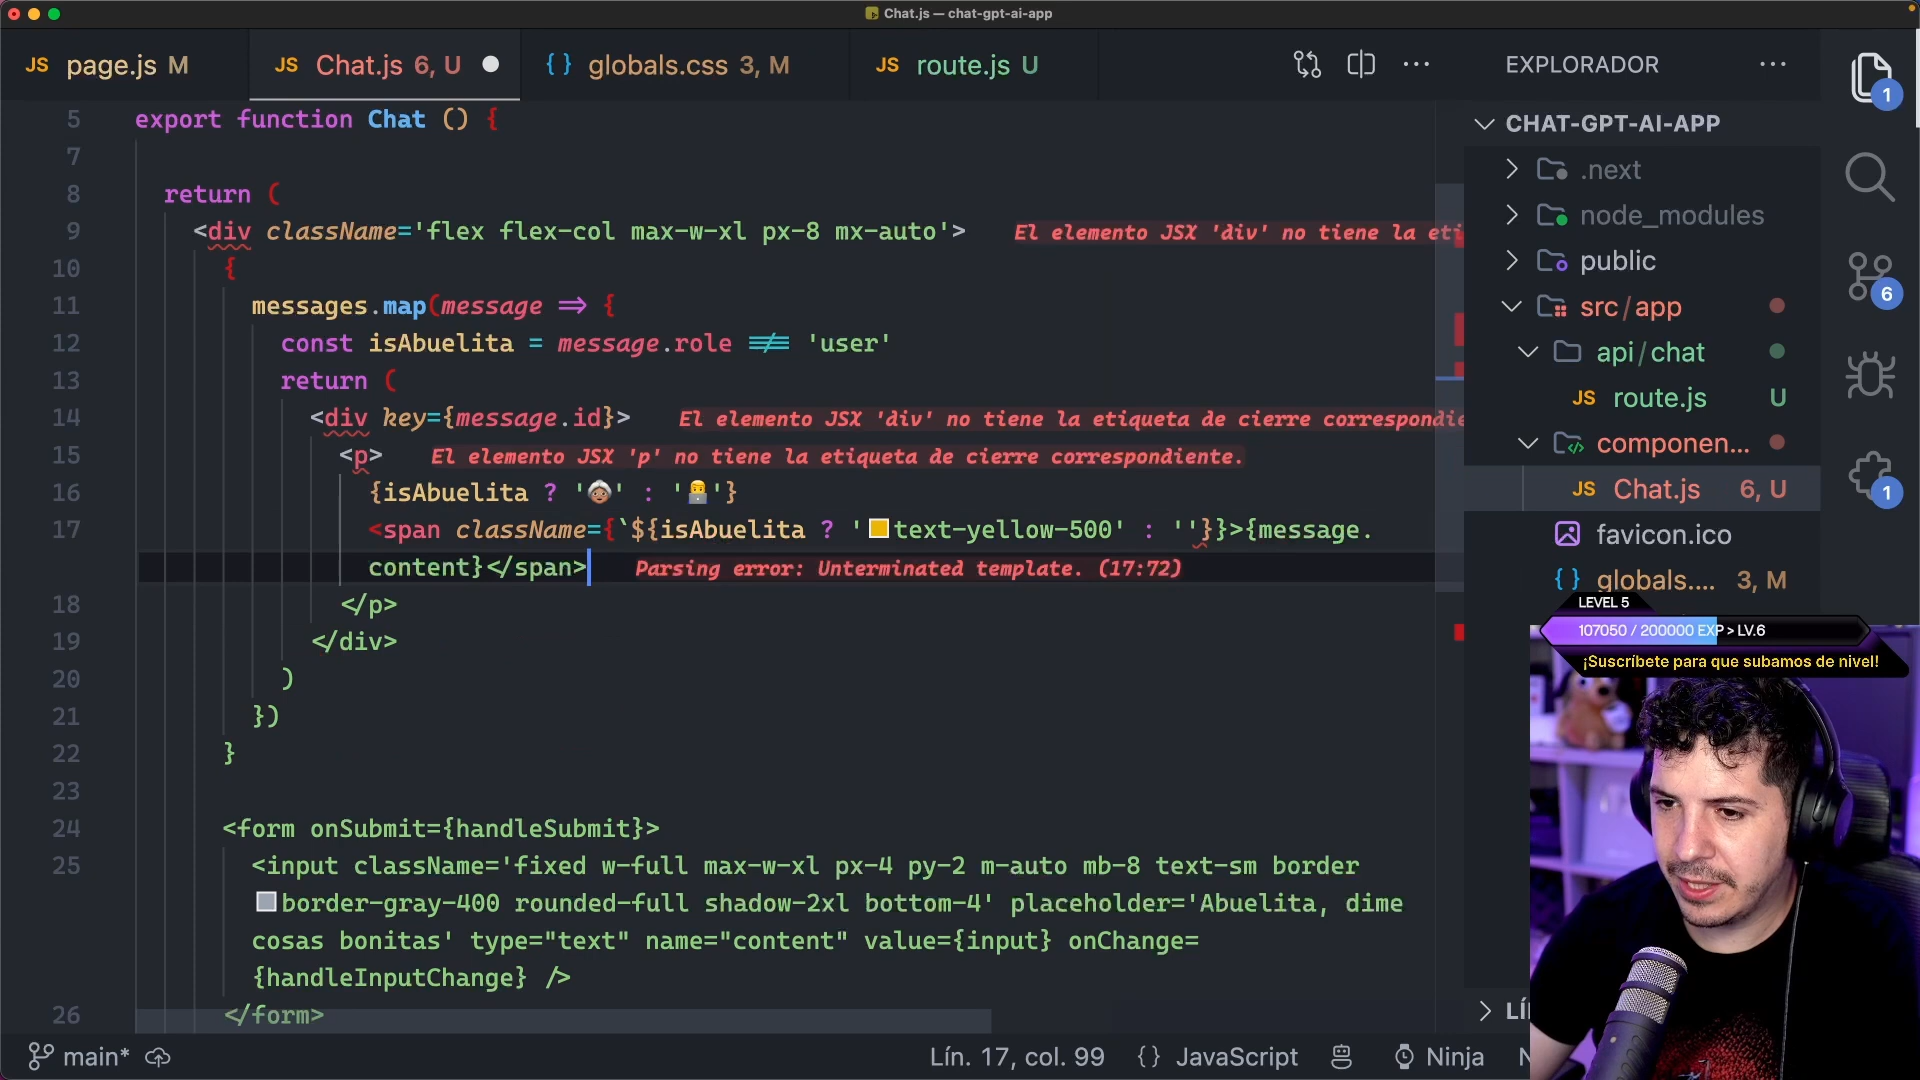 Chat.js — chat-gpt-ai-app
JS page.js M
JS Chat.js 6, U
{} globals.css 3, M
JS route.js U
EXPLORADOR
1
5 export function Chat () {
7
8 return (
9 <div className='flex flex-col max-w-xl px-8 mx-auto'> El elemento JSX 'div' no tiene la eti
10 {
11 messages.map(message => {
12 const isAbuelita = message.role !== 'user'
13 return (
14 <div key={message.id}> El elemento JSX 'div' no tiene la etiqueta de cierre correspondie
15 <p> El elemento JSX 'p' no tiene la etiqueta de cierre correspondiente.
16 {isAbuelita ? '👵🏽' : '👨‍💻'}
17 <span className={`${isAbuelita ? 'text-yellow-500' : ''}}>{message.
content}</span> Parsing error: Unterminated template. (17:72)
18 </p>
19 </div>
20 )
21 })
22 }
23
24 <form onSubmit={handleSubmit}>
25 <input className='fixed w-full max-w-xl px-4 py-2 m-auto mb-8 text-sm border
border-gray-400 rounded-full shadow-2xl bottom-4' placeholder='Abuelita, dime
cosas bonitas' type="text" name="content" value={input} onChange=
{handleInputChange} />
26 </form>
CHAT-GPT-AI-APP
.next
node_modules
public
src/app
api/chat
JS route.js U
componen...
JS Chat.js 6, U
favicon.ico
{} globals.... 3, M
6
1
LEVEL 5
107050 / 200000 EXP > LV.6
¡Suscríbete para que subamos de nivel!
main*
Lín. 17, col. 99
{} JavaScript
Ninja